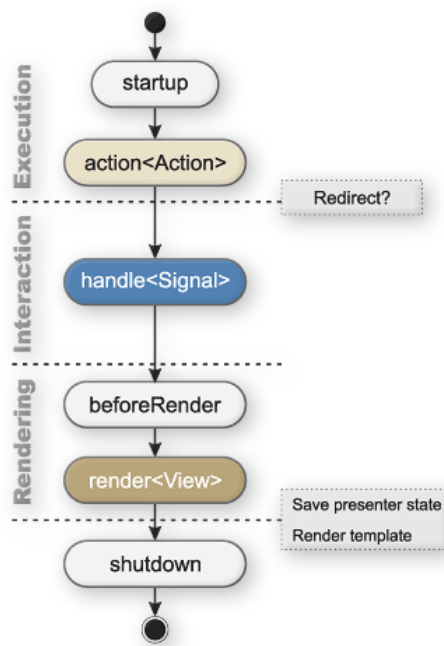 Execution
startup
action<Action>
Redirect?
Interaction
handle<Signal>
Rendering
beforeRender
render<View>
Save presenter state
Render template
shutdown